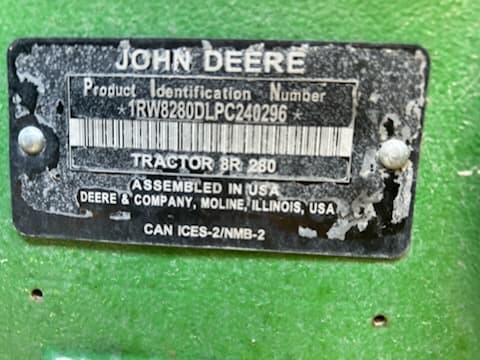 JOHN DEERE
Product Identification Number
*1RW8280DLPC240296*
TRACTOR 8R 280
ASSEMBLED IN USA
DEERE & COMPANY, MOLINE, ILLINOIS, USA
CAN ICES-2/NMB-2